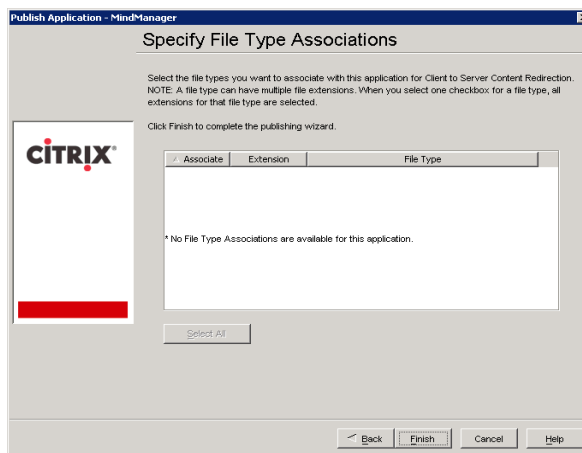 Publish Application - MindManager
Specify File Type Associations
Select the file types you want to associate with this application for Client to Server Content Redirection.
NOTE: A file type can have multiple file extensions. When you select one checkbox for a file type, all
extensions for that file type are selected.
Click Finish to complete the publishing wizard.
CITRIX®
Associate Extension File Type
* No File Type Associations are available for this application.
Select All
Back Finish Cancel Help